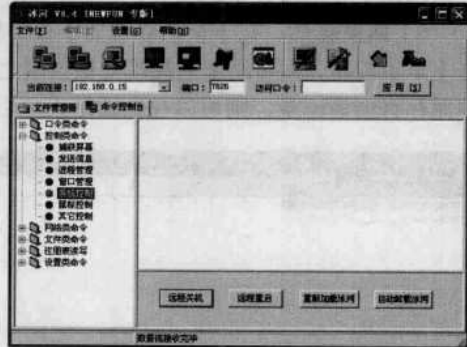 冰河 V8.4 [NEWFUN 专版]
文件[F] 编辑[E] 设置[G] 帮助[H]
当前连接: 192.168.0.15 端口: 7626 访问口令: 应用[S]
文件管理器 命令控制台
口令类命令
控制类命令
捕获屏幕
发送信息
进程管理
窗口管理
系统控制
鼠标控制
其它控制
网络类命令
文件类命令
注册表读写
设置类命令
远程关机 远程重启 重新加载冰河 自动卸载冰河
数据流接收完毕